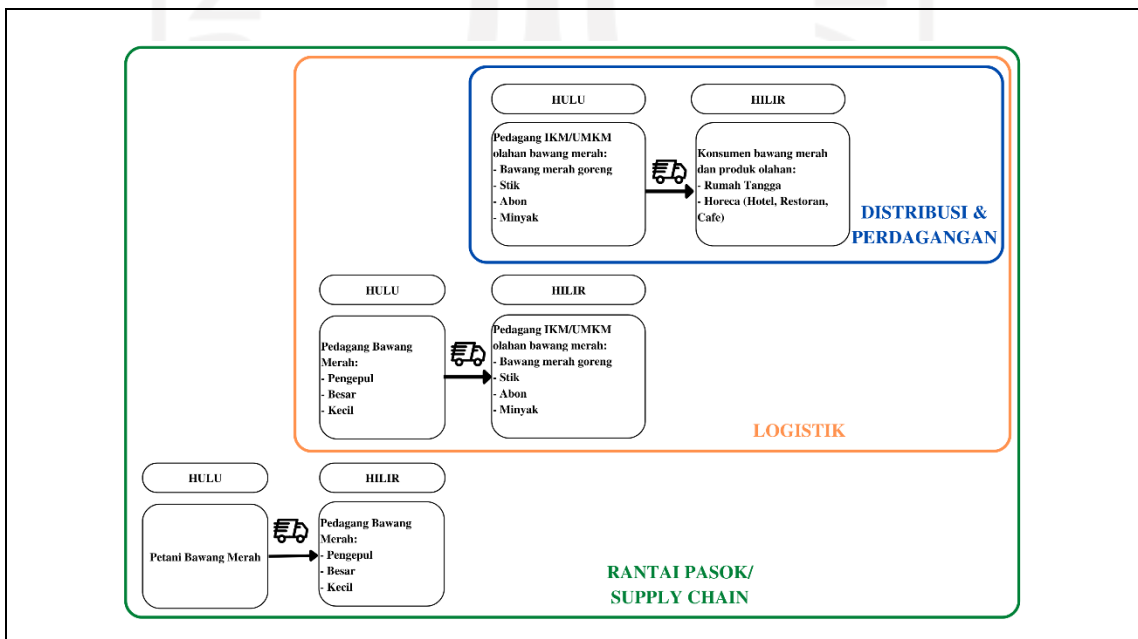 HULU
HILIR
Pedagang IKM/UMKM
olahan bawang merah:
- Bawang merah goreng
- Stik
- Abon
- Minyak
Konsumen bawang merah
dan produk olahan:
- Rumah Tangga
- Horeca (Hotel, Restoran,
Cafe)
DISTRIBUSI &
PERDAGANGAN
HULU
HILIR
Pedagang Bawang
Merah:
- Pengepul
- Besar
- Kecil
Pedagang IKM/UMKM
olahan bawang merah:
- Bawang merah goreng
- Stik
- Abon
- Minyak
LOGISTIK
HULU
HILIR
Petani Bawang Merah
Pedagang Bawang
Merah:
- Pengepul
- Besar
- Kecil
RANTAI PASOK/
SUPPLY CHAIN